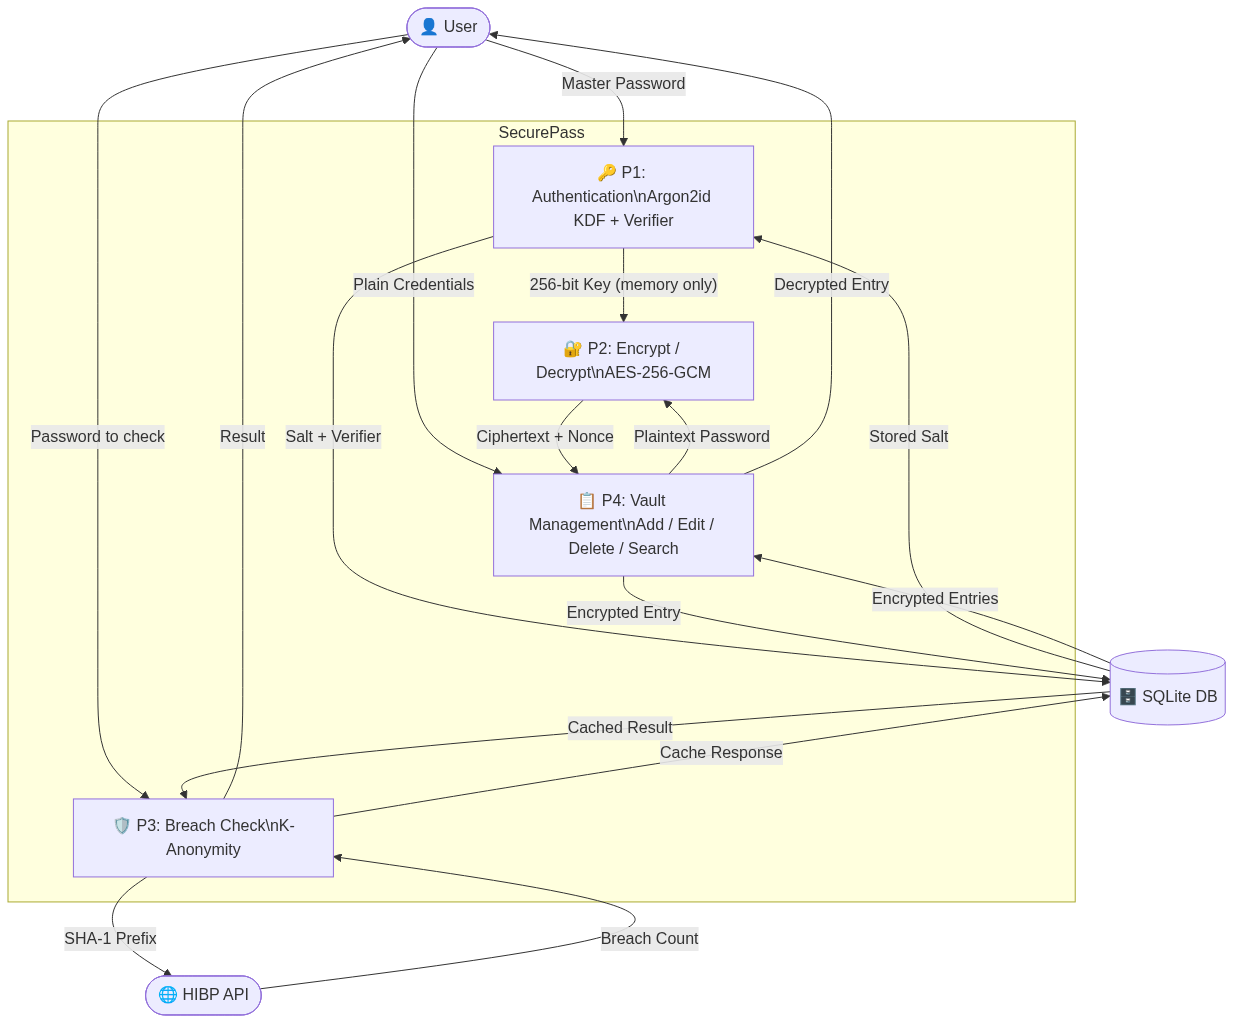 👤 User
Master Password
SecurePass
🔑 P1:
Authentication\nArgon2id
KDF + Verifier
Plain Credentials
256-bit Key (memory only)
Decrypted Entry
🔐 P2: Encrypt /
Decrypt\nAES-256-GCM
Password to check
Result
Salt + Verifier
Ciphertext + Nonce
Plaintext Password
Stored Salt
📋 P4: Vault
Management\nAdd / Edit /
Delete / Search
Encrypted Entries
Encrypted Entry
🗄️ SQLite DB
Cached Result
Cache Response
🛡️ P3: Breach Check\nK-
Anonymity
SHA-1 Prefix
Breach Count
🌐 HIBP API